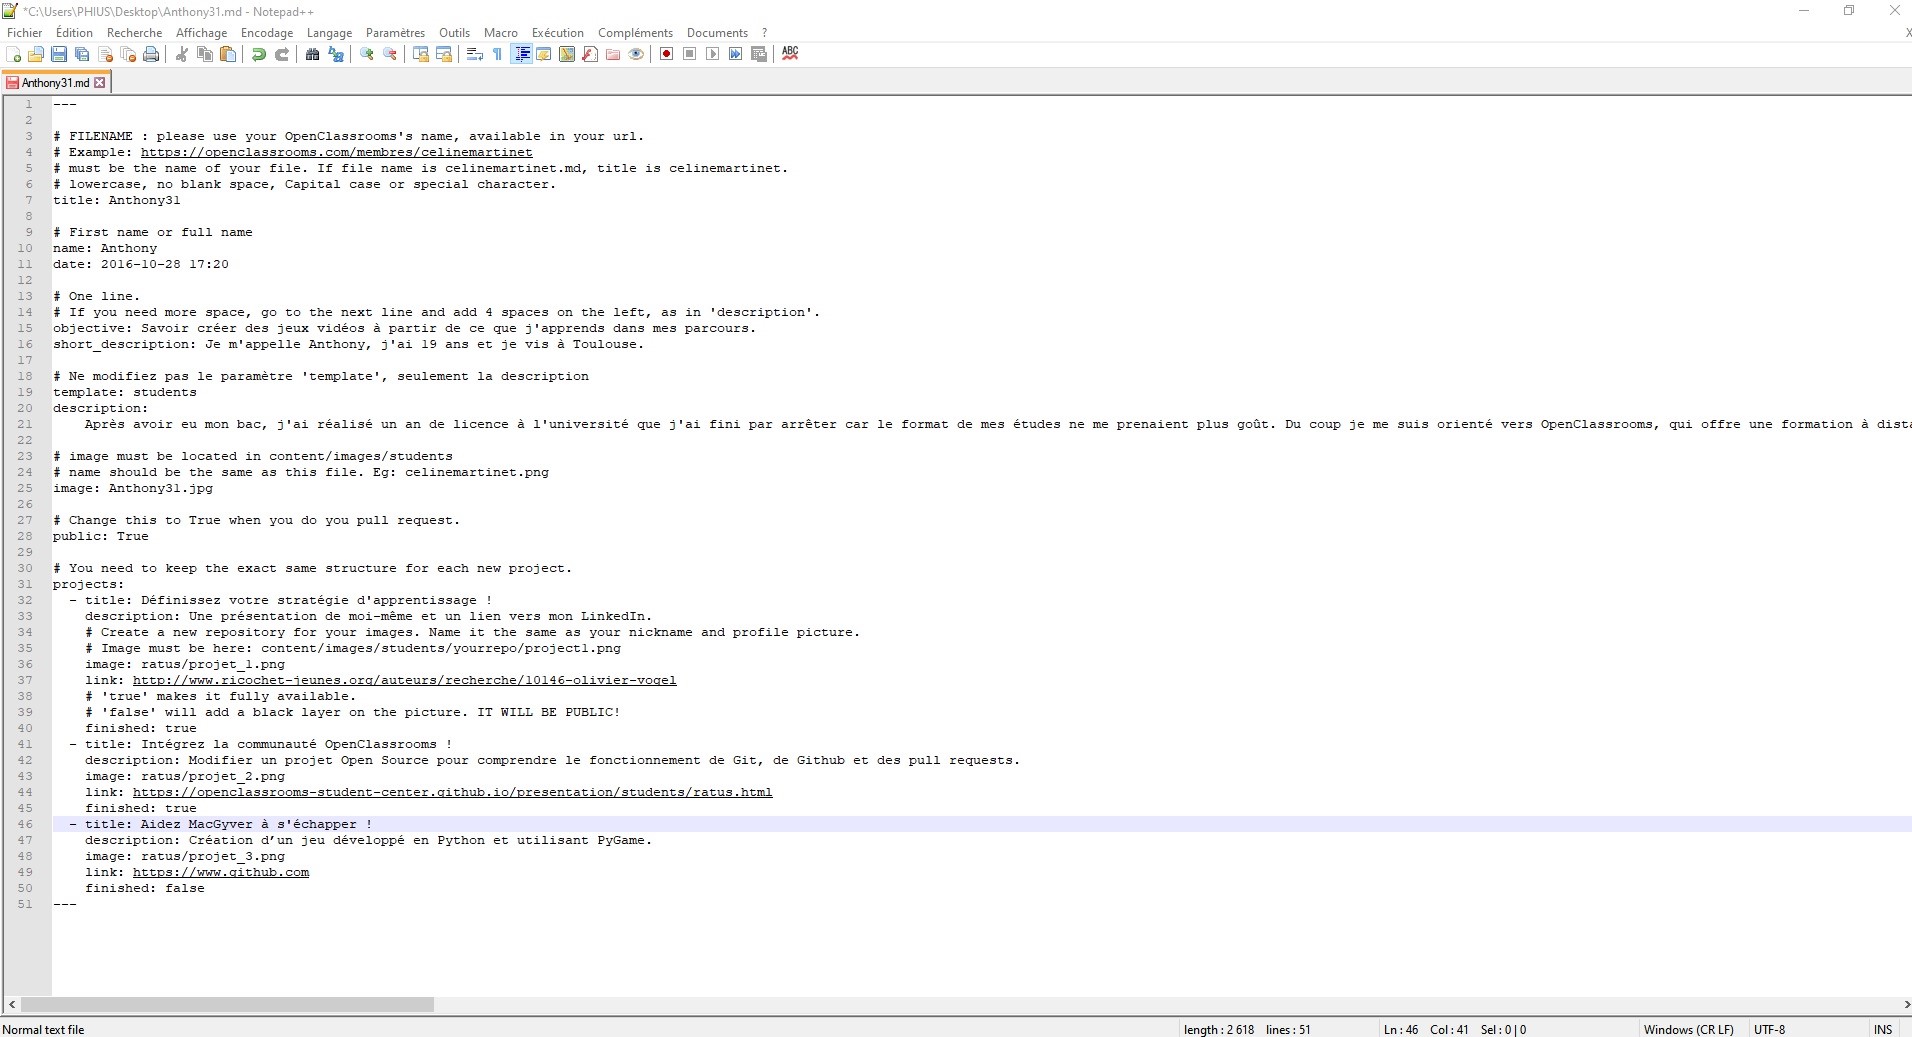 *C:\Users\PHIUS\Desktop\Anthony31.md - Notepad++
Fichier Édition Recherche Affichage Encodage Langage Paramètres Outils Macro Exécution Compléments Documents ? X
ABC
Anthony31.md
1 ---
2
3 # FILENAME : please use your OpenClassrooms's name, available in your url.
4 # Example: https://openclassrooms.com/membres/celinemartinet
5 # must be the name of your file. If file name is celinemartinet.md, title is celinemartinet.
6 # lowercase, no blank space, Capital case or special character.
7 title: Anthony31
8
9 # First name or full name
10 name: Anthony
11 date: 2016-10-28 17:20
12
13 # One line.
14 # If you need more space, go to the next line and add 4 spaces on the left, as in 'description'.
15 objective: Savoir créer des jeux vidéos à partir de ce que j'apprends dans mes parcours.
16 short_description: Je m'appelle Anthony, j'ai 19 ans et je vis à Toulouse.
17
18 # Ne modifiez pas le paramètre 'template', seulement la description
19 template: students
20 description:
21     Après avoir eu mon bac, j'ai réalisé un an de licence à l'université que j'ai fini par arrêter car le format de mes études ne me prenaient plus goût. Du coup je me suis orienté vers OpenClassrooms, qui offre une formation à dista
22
23 # image must be located in content/images/students
24 # name should be the same as this file. Eg: celinemartinet.png
25 image: Anthony31.jpg
26
27 # Change this to True when you do you pull request.
28 public: True
29
30 # You need to keep the exact same structure for each new project.
31 projects:
32   - title: Définissez votre stratégie d'apprentissage !
33     description: Une présentation de moi-même et un lien vers mon LinkedIn.
34     # Create a new repository for your images. Name it the same as your nickname and profile picture.
35     # Image must be here: content/images/students/yourrepo/project1.png
36     image: ratus/projet_1.png
37     link: http://www.ricochet-jeunes.org/auteurs/recherche/10146-olivier-vogel
38     # 'true' makes it fully available.
39     # 'false' will add a black layer on the picture. IT WILL BE PUBLIC!
40     finished: true
41   - title: Intégrez la communauté OpenClassrooms !
42     description: Modifier un projet Open Source pour comprendre le fonctionnement de Git, de Github et des pull requests.
43     image: ratus/projet_2.png
44     link: https://openclassrooms-student-center.github.io/presentation/students/ratus.html
45     finished: true
46   - title: Aidez MacGyver à s'échapper !
47     description: Création d’un jeu développé en Python et utilisant PyGame.
48     image: ratus/projet_3.png
49     link: https://www.github.com
50     finished: false
51 ---
Normal text file length : 2 618 lines : 51 Ln : 46 Col : 41 Sel : 0 | 0 Windows (CR LF) UTF-8 INS